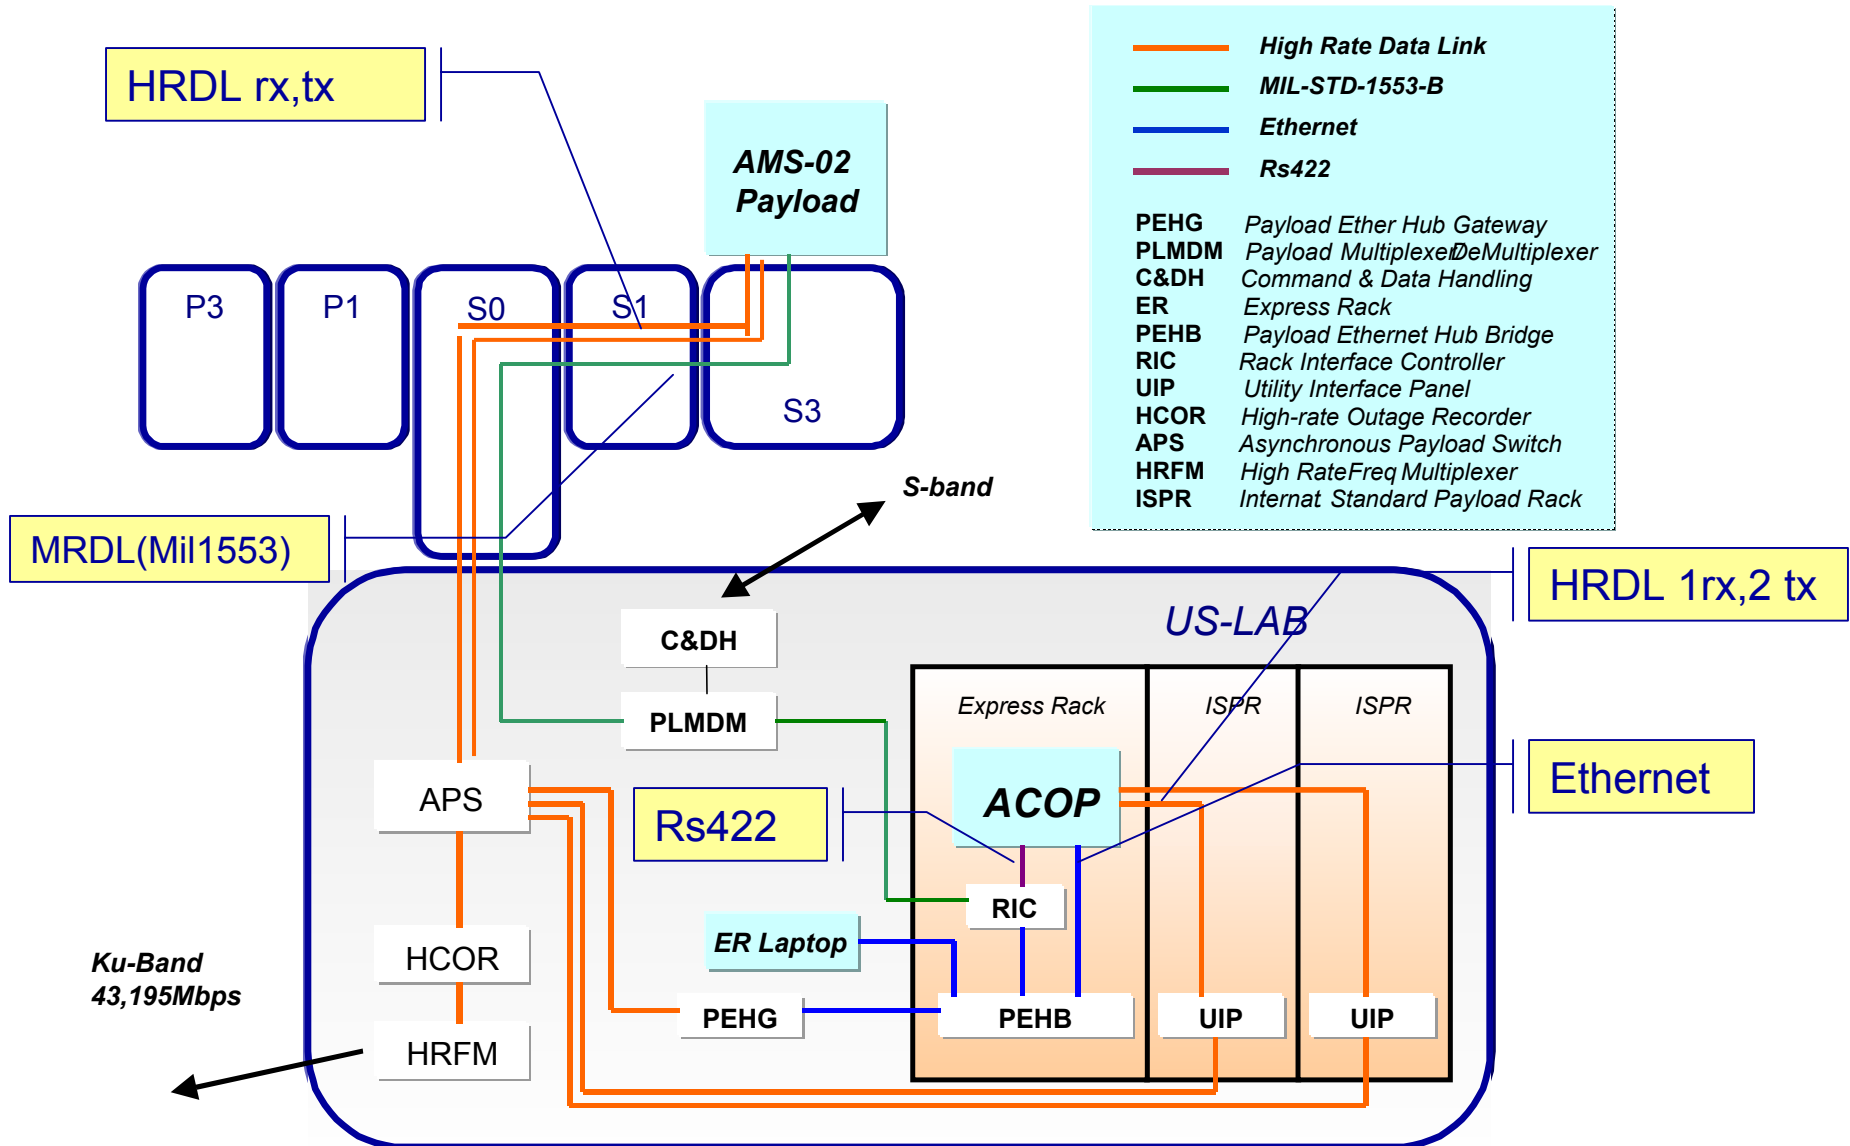 HRDL rx,tx
AMS-02
Payload
P3
P1
S0
S1
S3
MRDL(Mil1553)
S-band
High Rate Data Link
MIL-STD-1553-B
Ethernet
Rs422
PEHG Payload Ether Hub Gateway
PLMDM Payload Multiplexer/DeMultiplexer
C&DH Command & Data Handling
ER Express Rack
PEHB Payload Ethernet Hub Bridge
RIC Rack Interface Controller
UIP Utility Interface Panel
HCOR High-rate Outage Recorder
APS Asynchronous Payload Switch
HRFM High RateFreq Multiplexer
ISPR Internat Standard Payload Rack
HRDL 1rx,2 tx
US-LAB
C&DH
PLMDM
Express Rack
ISPR
ISPR
APS
ACOP
Rs422
Ethernet
RIC
ER Laptop
HCOR
Ku-Band
43,195Mbps
PEHG
PEHB
UIP
UIP
HRFM